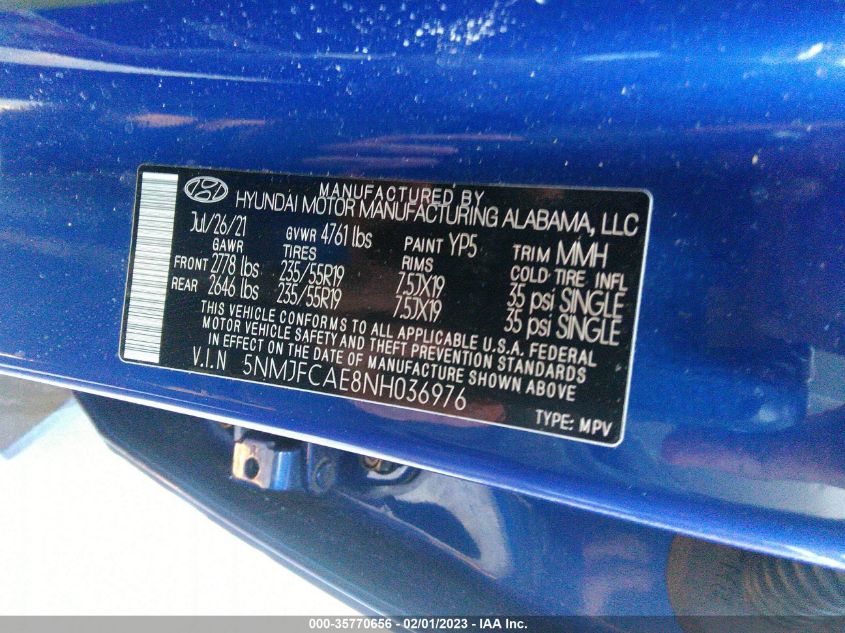 MANUFACTURED BY
HYUNDAI MOTOR MANUFACTURING ALABAMA, LLC
Jul/26/21 GVWR 4761 lbs PAINT YP5 TRIM MMH
GAWR TIRES RIMS COLD TIRE INFL
FRONT 2778 lbs 235/55R19 7.5JX19 35 psi SINGLE
REAR 2646 lbs 235/55R19 7.5JX19 35 psi SINGLE
THIS VEHICLE CONFORMS TO ALL APPLICABLE U.S.A. FEDERAL
MOTOR VEHICLE SAFETY AND THEFT PREVENTION STANDARDS
IN EFFECT ON THE DATE OF MANUFACTURE SHOWN ABOVE
V.I.N 5NMJFCAE8NH036976
TYPE: MPV
000-35770656 - 02/01/2023 - IAA Inc.